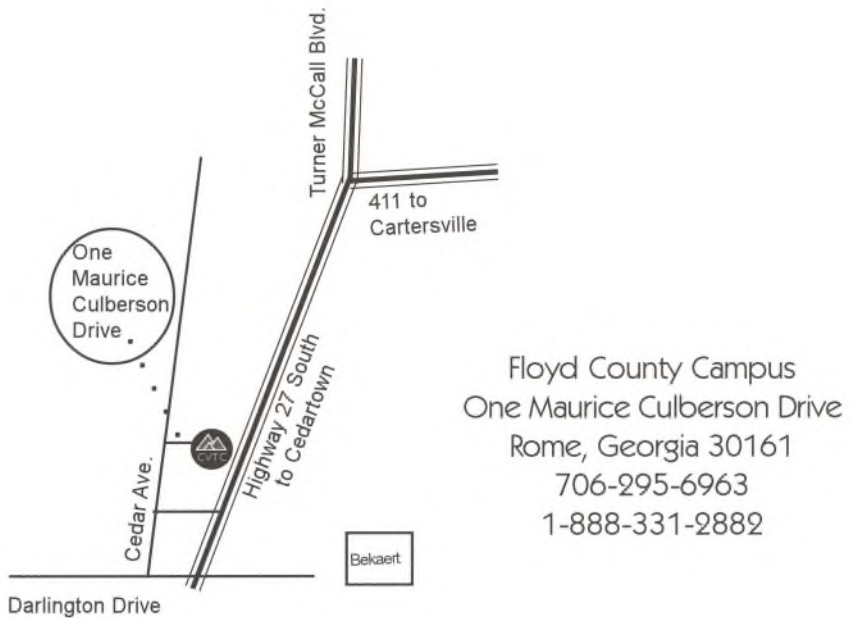 Turner McCall Blvd.
411 to
Cartersville
One
Maurice
Culberson
Drive
Highway 27 South
to Cedartown
CVTC
Cedar Ave.
Bekaert
Darlington Drive
Floyd County Campus
One Maurice Culberson Drive
Rome, Georgia 30161
706-295-6963
1-888-331-2882